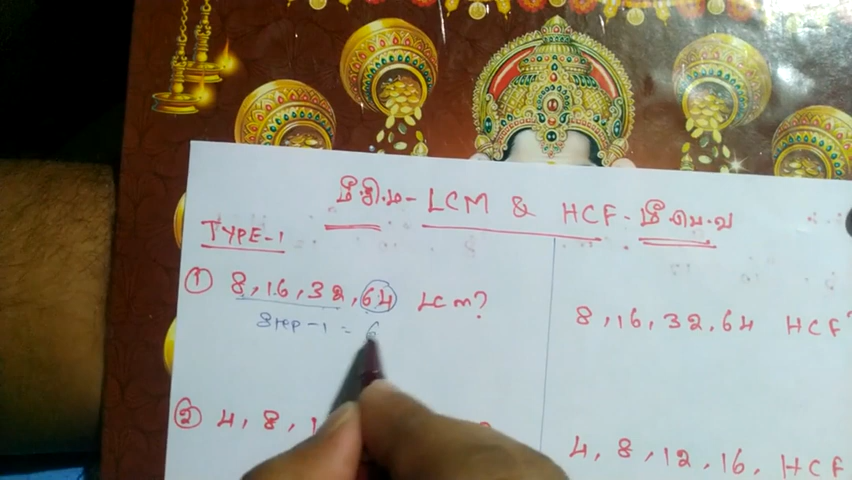 மீ.சி.ம - LCM & HCF - மீ.பெ.வ
TYPE-1
① 8, 16, 32, 64 LCM?
Step-1 = 6
8, 16, 32, 64 HCF?
② 4, 8, 1
4, 8, 12, 16, HCF